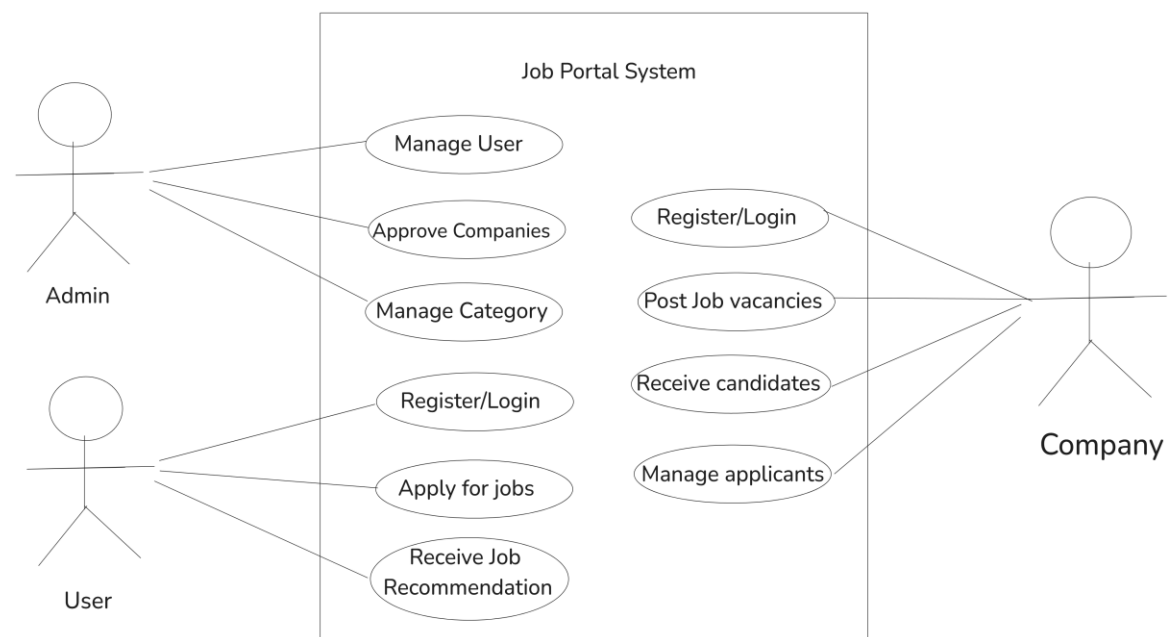 Job Portal System
Manage User
Approve Companies
Manage Category
Admin
Register/Login
Apply for jobs
Receive Job
Recommendation
User
Register/Login
Post Job vacancies
Receive candidates
Manage applicants
Company